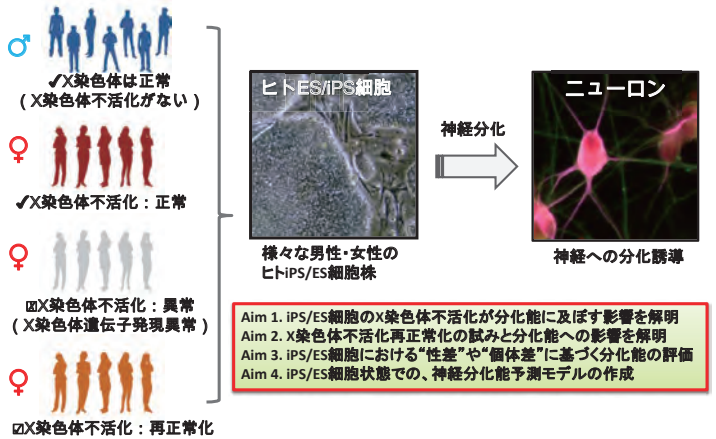 ♂
✓X染色体は正常
(X染色体不活化がない)
♀
✓X染色体不活化:正常
♀
☑X染色体不活化:異常
(X染色体遺伝子発現異常)
♀
☑X染色体不活化:再正常化
ヒトES/iPS細胞
様々な男性・女性の
ヒトiPS/ES細胞株
神経分化
ニューロン
神経への分化誘導
Aim 1. iPS/ES細胞のX染色体不活化が分化能に及ぼす影響を解明
Aim 2. X染色体不活化再正常化の試みと分化能への影響を解明
Aim 3. iPS/ES細胞における“性差”や“個体差”に基づく分化能の評価
Aim 4. iPS/ES細胞状態での、神経分化能予測モデルの作成